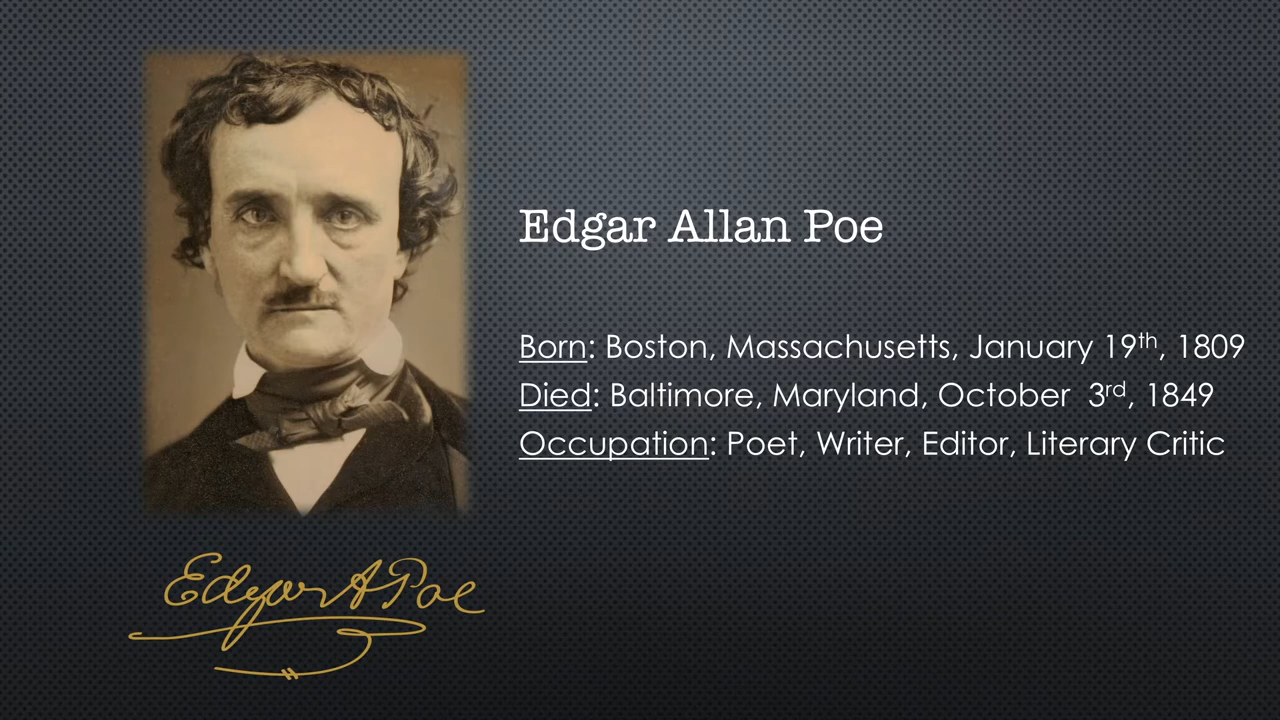 Edgar Allan Poe
Born: Boston, Massachusetts, January 19th, 1809
Died: Baltimore, Maryland, October 3rd, 1849
Occupation: Poet, Writer, Editor, Literary Critic
Edgar A Poe